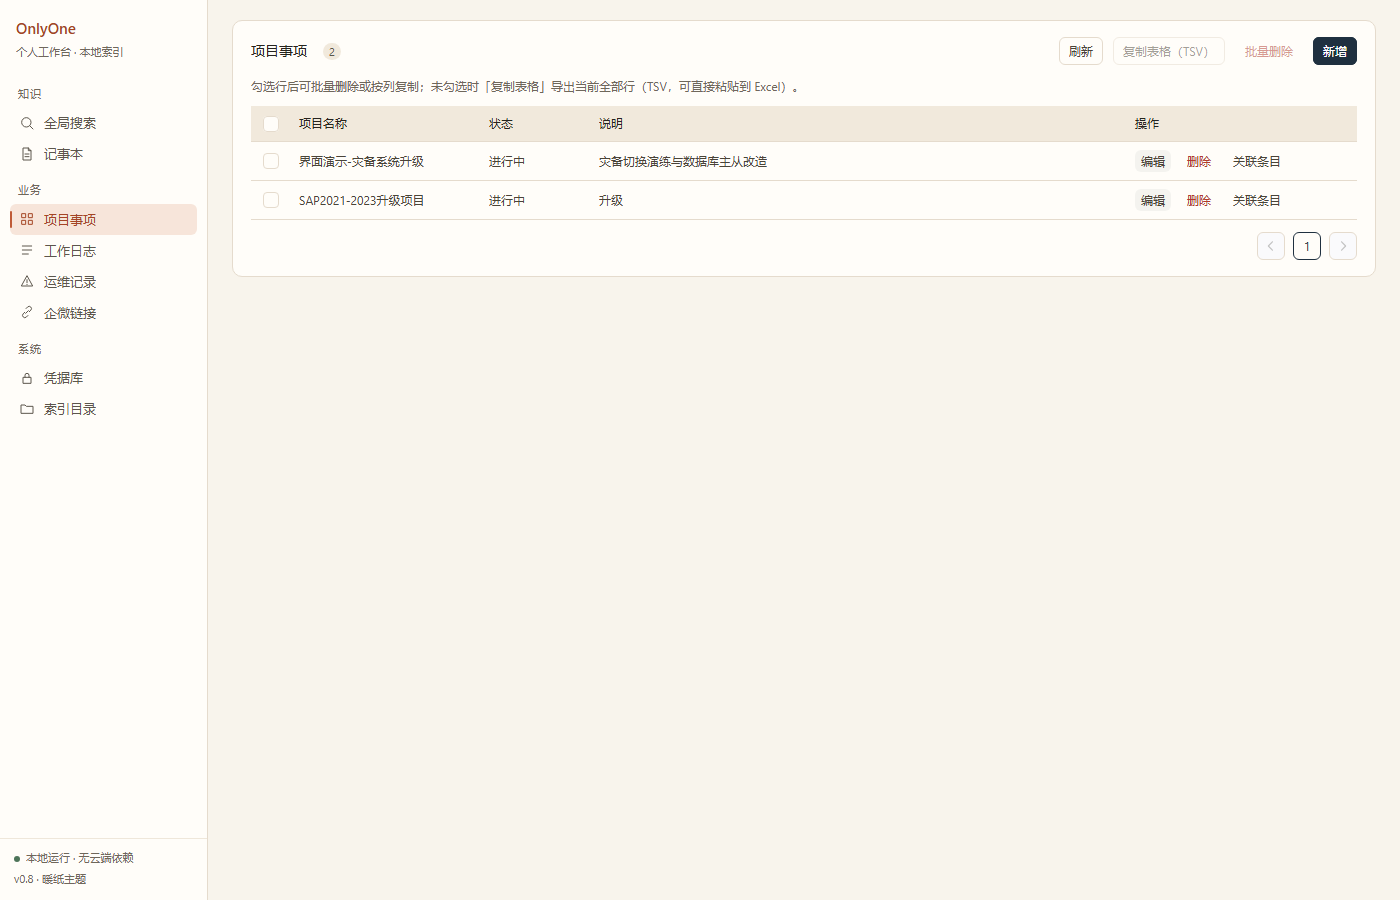 OnlyOne
个人工作台 · 本地索引
知识
全局搜索
记事本
业务
项目事项
工作日志
运维记录
企微链接
系统
凭据库
索引目录
本地运行 · 无云端依赖
v0.8 · 暖纸主题
项目事项 2 刷新 复制表格（TSV） 批量删除 新增
勾选行后可批量删除或按列复制；未勾选时「复制表格」导出当前全部行（TSV，可直接粘贴到 Excel）。
项目名称 状态 说明 操作
界面演示-灾备系统升级 进行中 灾备切换演练与数据库主从改造 编辑 删除 关联条目
SAP2021-2023升级项目 进行中 升级 编辑 删除 关联条目
1